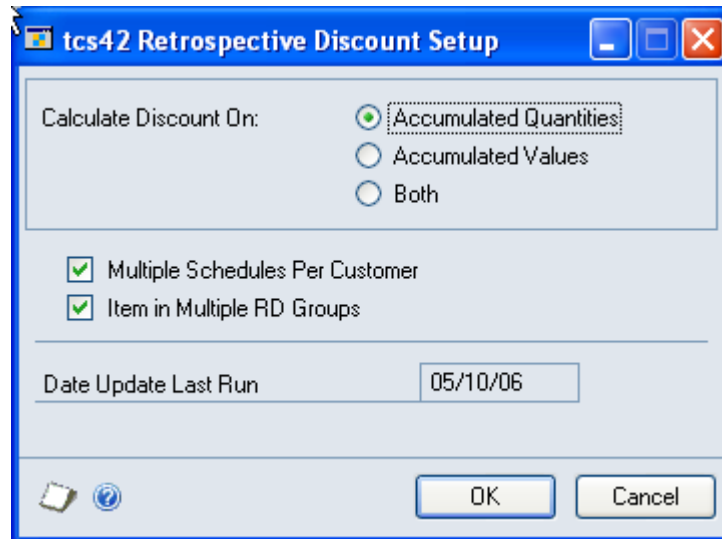 tcs42 Retrospective Discount Setup
Calculate Discount On:
Accumulated Quantities
Accumulated Values
Both
Multiple Schedules Per Customer
Item in Multiple RD Groups
Date Update Last Run 05/10/06
OK Cancel